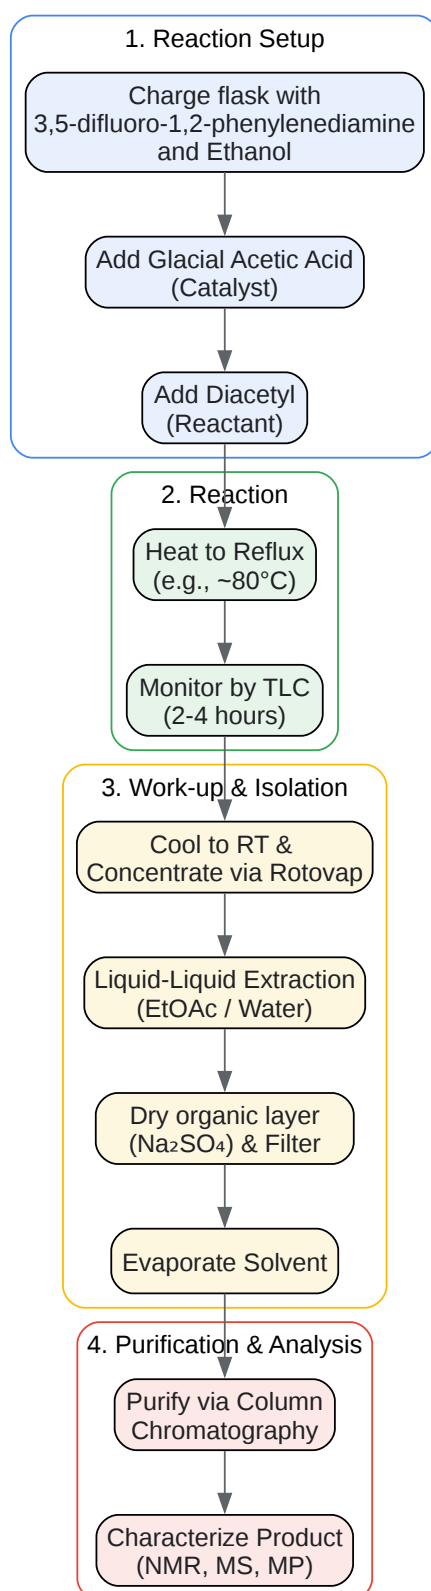 1. Reaction Setup
Charge flask with
3,5-difluoro-1,2-phenylenediamine
and Ethanol
Add Glacial Acetic Acid
(Catalyst)
Add Diacetyl
(Reactant)
2. Reaction
Heat to Reflux
(e.g., ~80°C)
Monitor by TLC
(2-4 hours)
3. Work-up & Isolation
Cool to RT &
Concentrate via Rotovap
Liquid-Liquid Extraction
(EtOAc / Water)
Dry organic layer
(Na₂SO₄) & Filter
Evaporate Solvent
4. Purification & Analysis
Purify via Column
Chromatography
Characterize Product
(NMR, MS, MP)